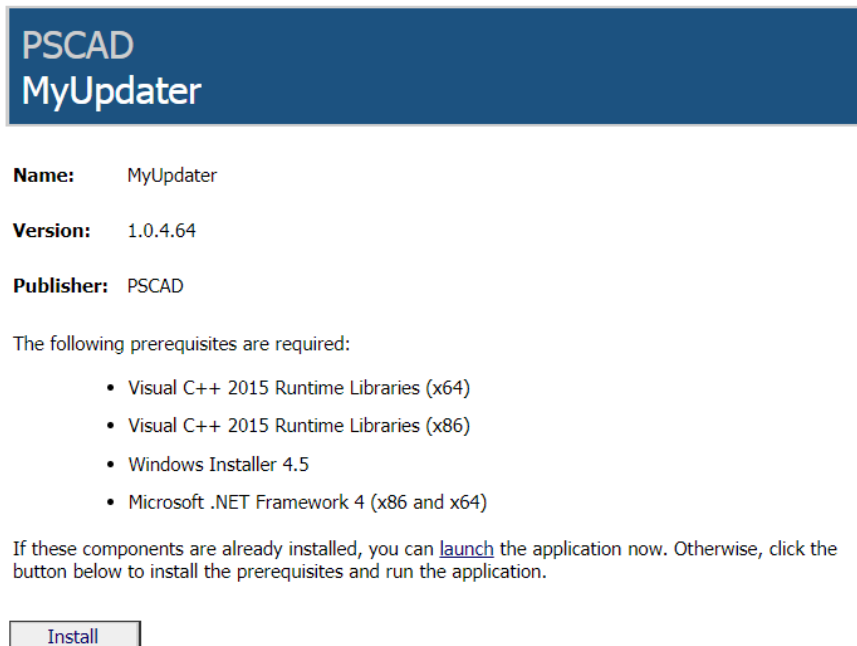 PSCAD
MyUpdater
Name: MyUpdater
Version: 1.0.4.64
Publisher: PSCAD
The following prerequisites are required:
• Visual C++ 2015 Runtime Libraries (x64)
• Visual C++ 2015 Runtime Libraries (x86)
• Windows Installer 4.5
• Microsoft .NET Framework 4 (x86 and x64)
If these components are already installed, you can launch the application now. Otherwise, click the
button below to install the prerequisites and run the application.
Install